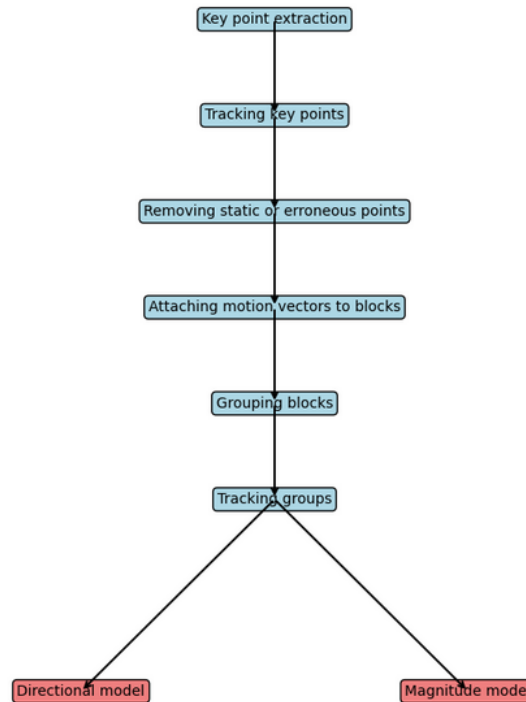 Key point extraction
Tracking key points
Removing static or erroneous points
Attaching motion vectors to blocks
Grouping blocks
Tracking groups
Directional model
Magnitude mode